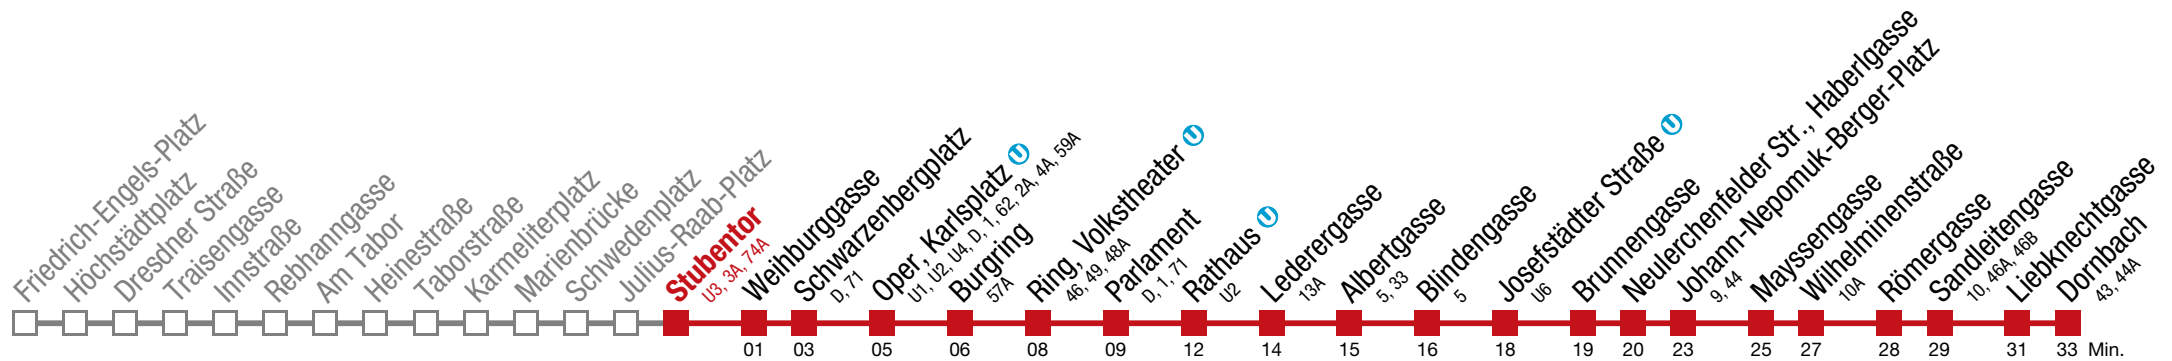 Friedrich-Engels-Platz
Höchstädtplatz
Dresdner Straße
Traisengasse
Innstraße
Rebhanngasse
Am Tabor
Heinestraße
Taborstraße
Karmeliterplatz
Marienbrücke
Schwedenplatz
Julius-Raab-Platz
Stubentor
U3, 3A, 74A
Weihburggasse
Schwarzenbergplatz
D, 71
Oper, Karlsplatz U
U1, U2, U4, D, 1, 62, 2A, 4A, 59A
Burgring
57A
Ring, Volkstheater U
46, 49, 48A
Parlament
D, 1, 71
Rathaus U
U2
Lederergasse
13A
Albertgasse
5, 33
Blindengasse
5
Josefstädter Straße U
U6
Brunnengasse
Neulerchenfelder Str., Haberlgasse
Johann-Nepomuk-Berger-Platz
9, 44
Mayssengasse
Wilhelminenstraße
10A
Römergasse
Sandleitengasse
10, 46A, 46B
Liebknechtgasse
Dornbach
43, 44A
01 03 05 06 08 09 12 14 15 16 18 19 20 23 25 27 28 29 31 33 Min.